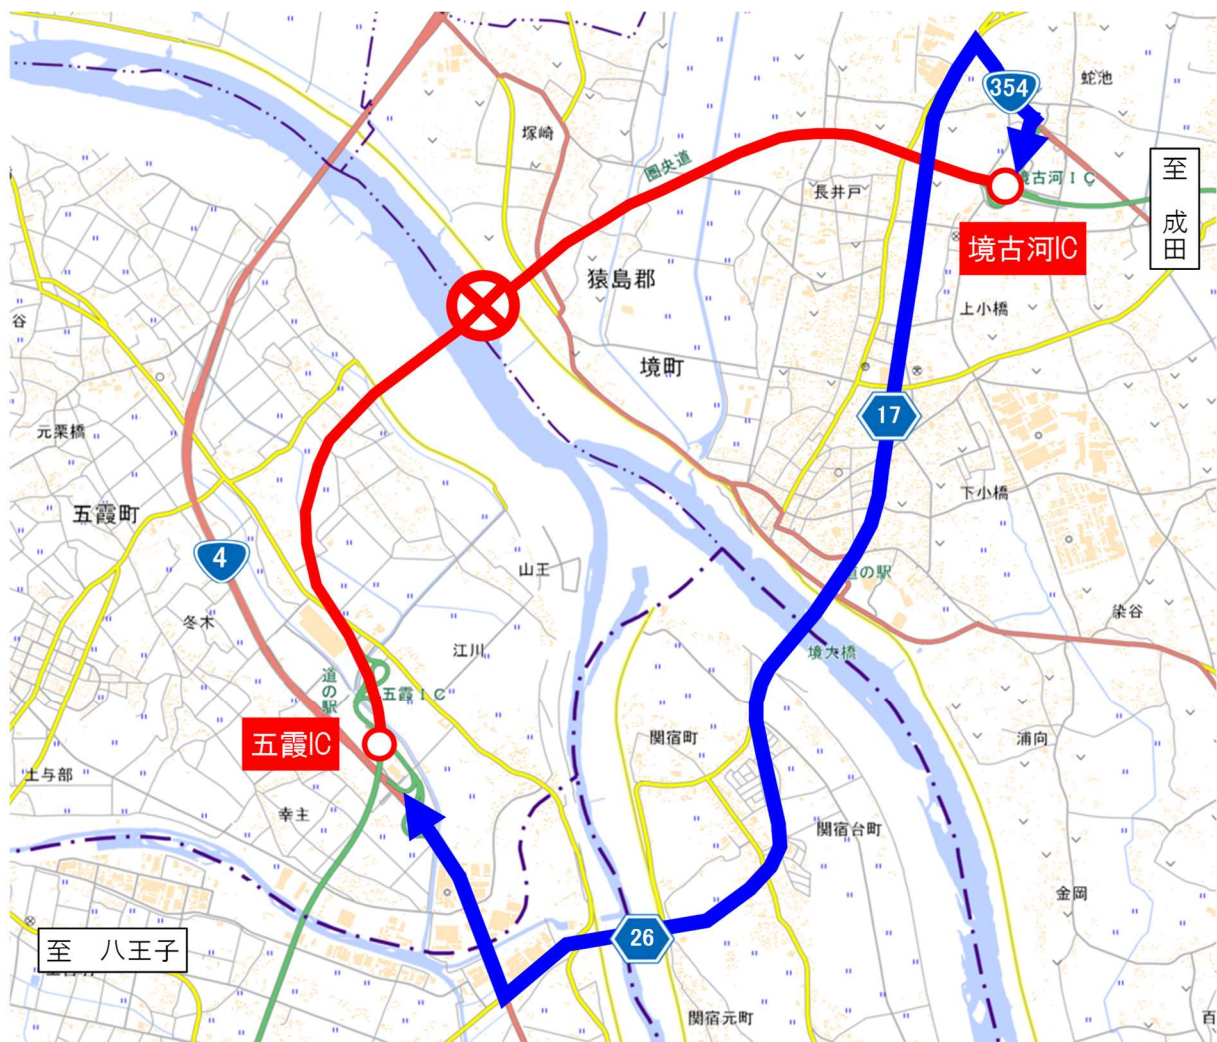 354
蛇池
塚崎
圏央道
長井戸
境古河IC
至 成田
境古河IC
猿島郡
上小橋
谷
境町
17
元栗橋
下小橋
五霞町
4
山王
道の駅
染谷
冬木
江川
境大橋
道の駅
五霞IC
関宿町
浦向
五霞IC
土与部
幸主
関宿台町
金岡
26
至 八王子
関宿元町
百